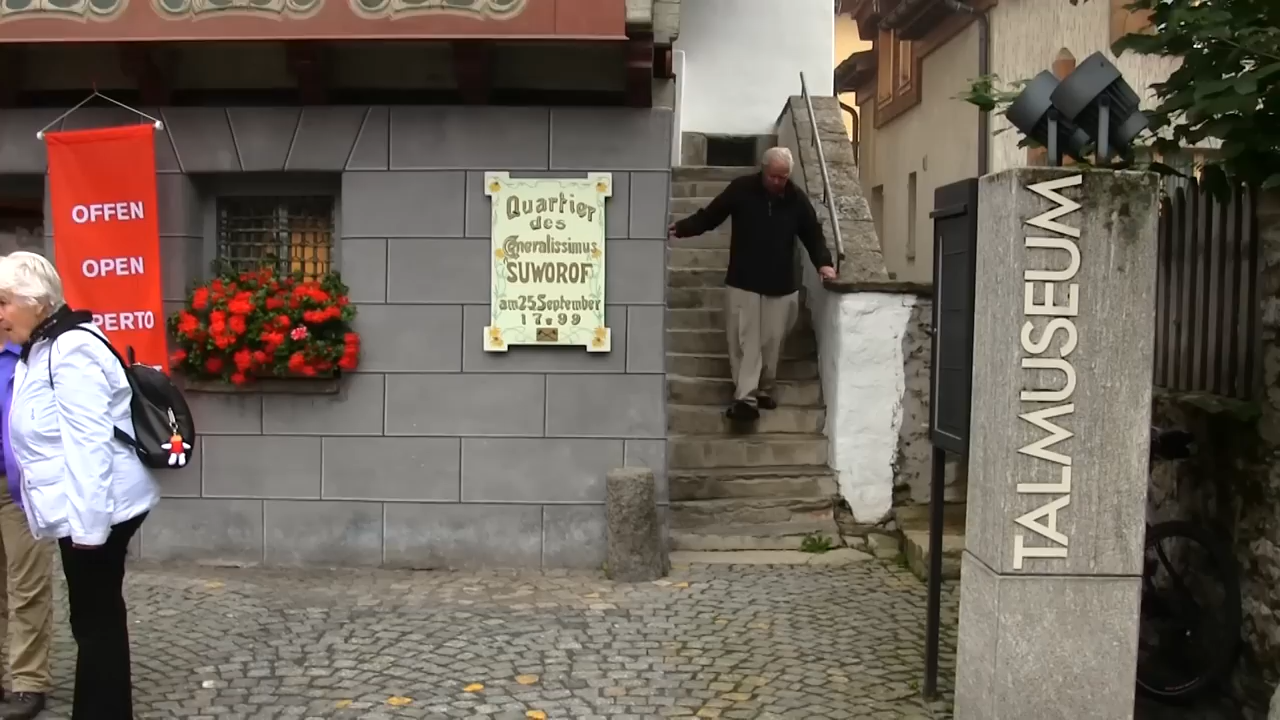 OFFEN
OPEN
PERTO
Quartier
des
Generalissimus
SUWOROF
am 25 September
1799
TALMUSEUM